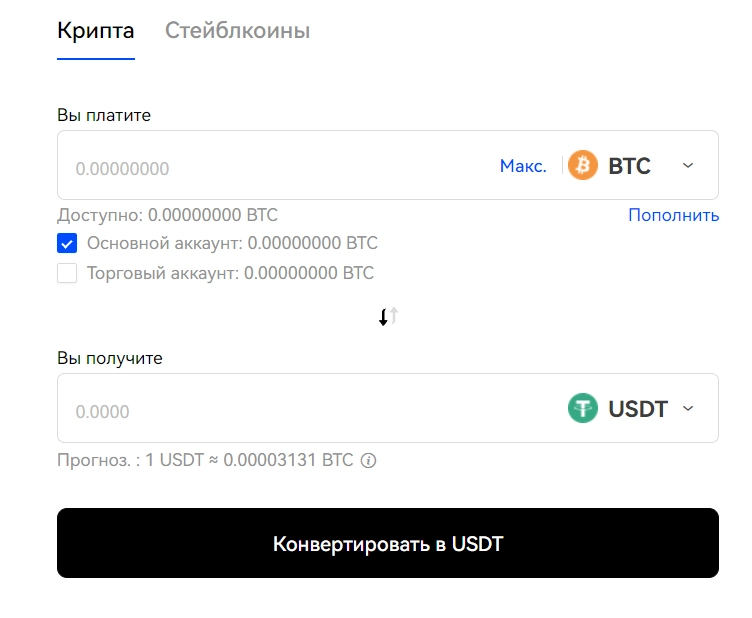 Крипта Стейблкоины
Вы платите
0.00000000 Макс. BTC
Доступно: 0.00000000 BTC Пополнить
Основной аккаунт: 0.00000000 BTC
Торговый аккаунт: 0.00000000 BTC
Вы получите
0.0000 USDT
Прогноз. : 1 USDT ≈ 0.00003131 BTC
Конвертировать в USDT